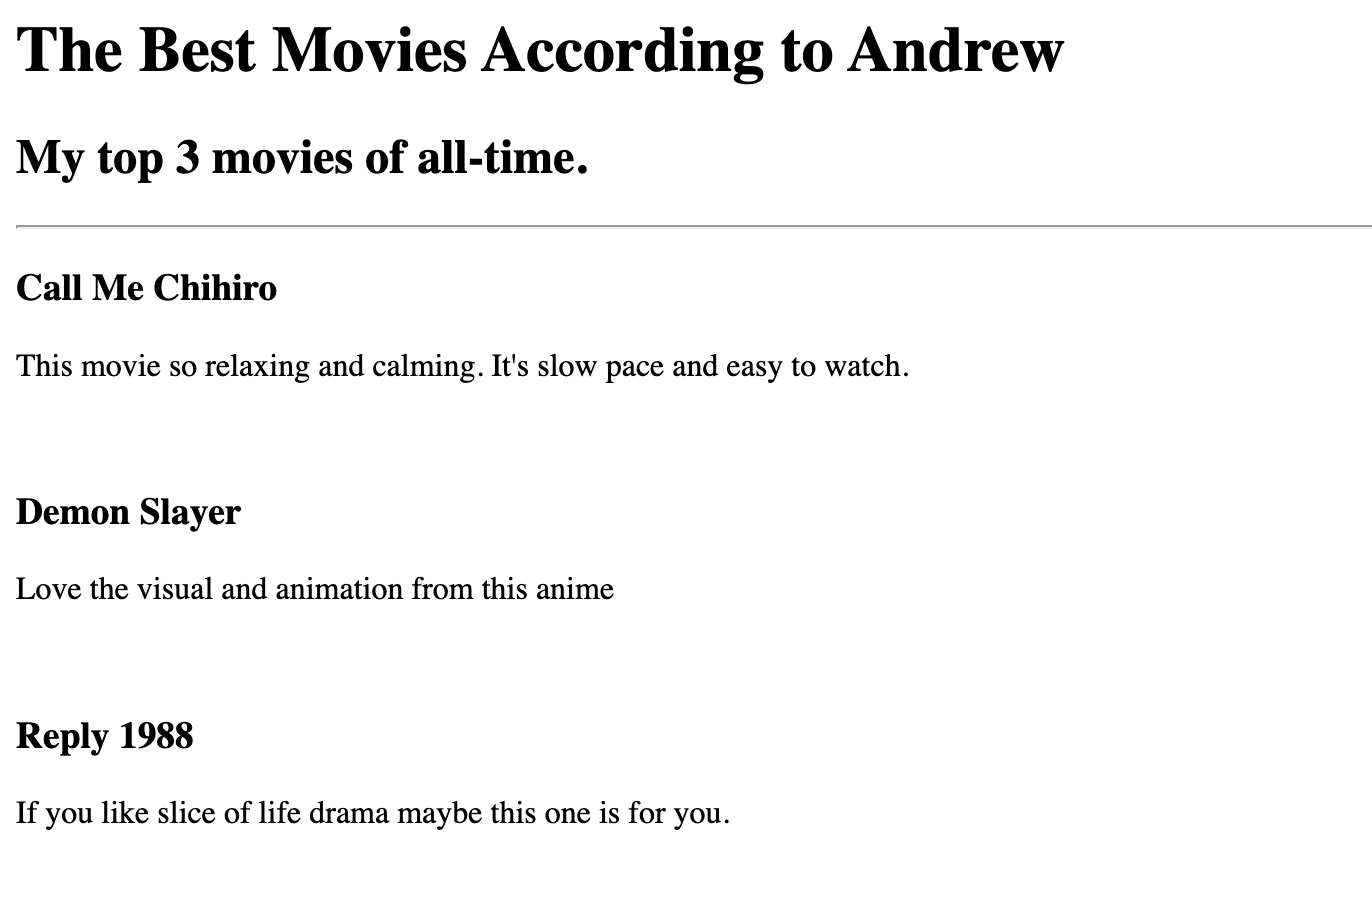 The Best Movies According to Andrew
My top 3 movies of all-time.
Call Me Chihiro
This movie so relaxing and calming. It's slow pace and easy to watch.
Demon Slayer
Love the visual and animation from this anime
Reply 1988
If you like slice of life drama maybe this one is for you.